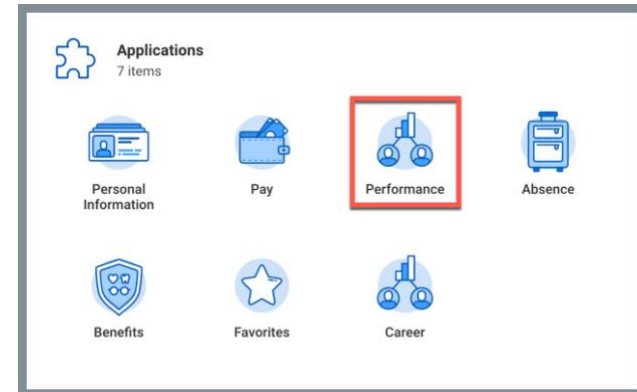 Applications
7 items
Personal
Information
Pay
Performance
Absence
Benefits
Favorites
Career